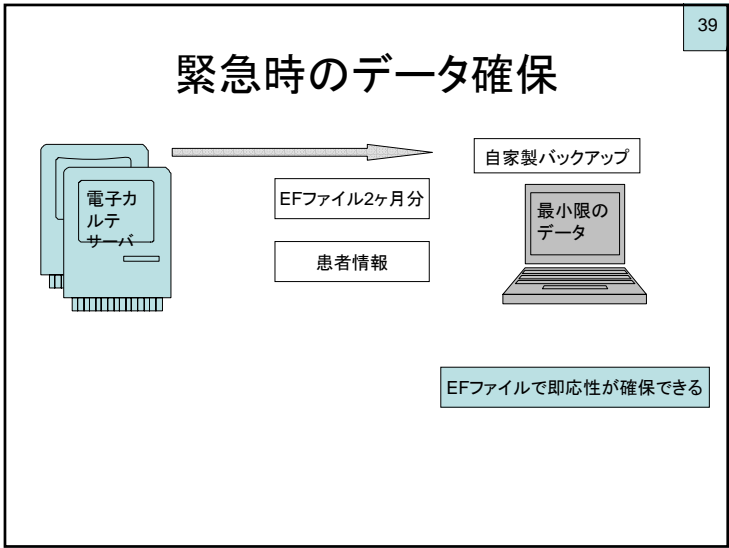 39
緊急時のデータ確保
電子カ
ルテ
サーバ
EFファイル2ヶ月分
患者情報
自家製バックアップ
最小限の
データ
EFファイルで即応性が確保できる